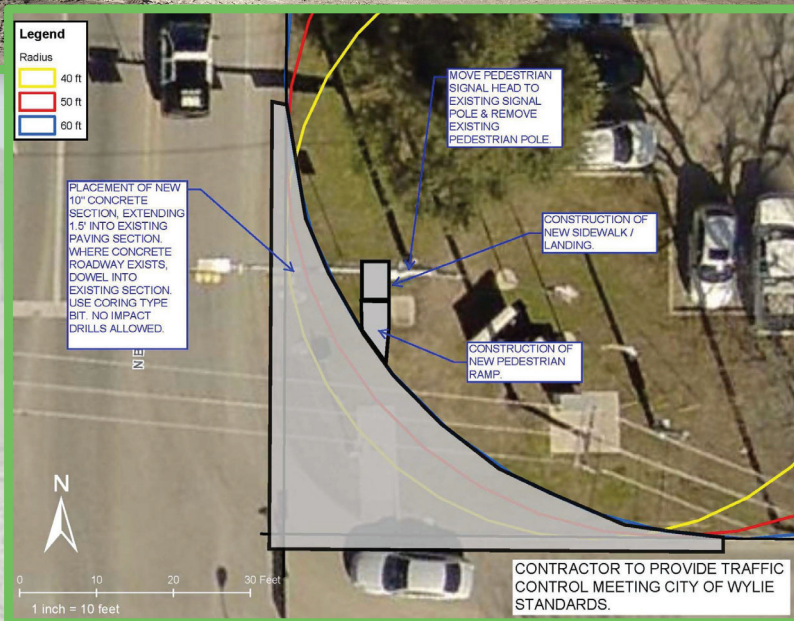 Legend
Radius
40 ft
50 ft
60 ft
MOVE PEDESTRIAN
SIGNAL HEAD TO
EXISTING SIGNAL
POLE & REMOVE
EXISTING
PEDESTRIAN POLE.
PLACEMENT OF NEW
10" CONCRETE
SECTION, EXTENDING
1.5' INTO EXISTING
PAVING SECTION.
WHERE CONCRETE
ROADWAY EXISTS,
DOWEL INTO
EXISTING SECTION.
USE CORING TYPE
BIT. NO IMPACT
DRILLS ALLOWED.
CONSTRUCTION OF
NEW SIDEWALK /
LANDING.
CONSTRUCTION OF
NEW PEDESTRIAN
RAMP.
N
0 10 20 30 Feet
1 inch = 10 feet
CONTRACTOR TO PROVIDE TRAFFIC
CONTROL MEETING CITY OF WYLIE
STANDARDS.